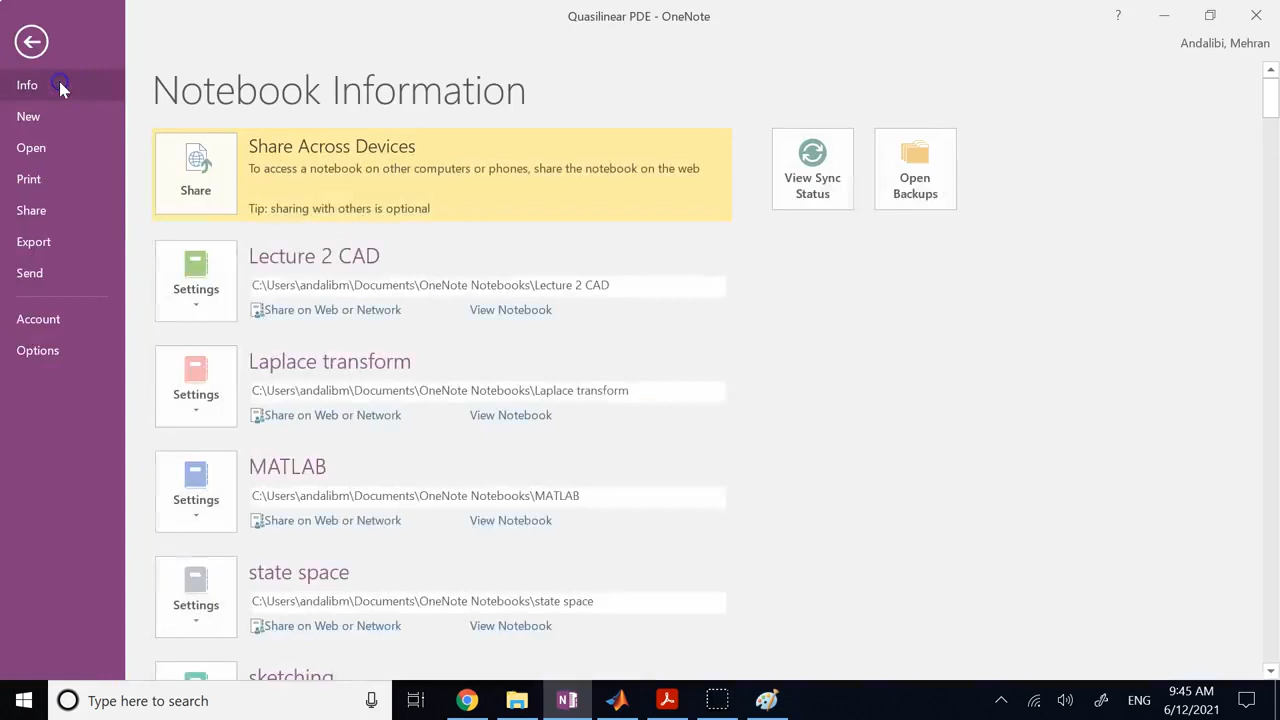 Quasilinear PDE - OneNote
?
Andalibi, Mehran
Info
New
Open
Print
Share
Export
Send
Account
Options
Notebook Information
Share
Share Across Devices
To access a notebook on other computers or phones, share the notebook on the web
Tip: sharing with others is optional
View Sync
Status
Open
Backups
Settings
Lecture 2 CAD
C:\Users\andalibm\Documents\OneNote Notebooks\Lecture 2 CAD
Share on Web or Network
View Notebook
Settings
Laplace transform
C:\Users\andalibm\Documents\OneNote Notebooks\Laplace transform
Share on Web or Network
View Notebook
Settings
MATLAB
C:\Users\andalibm\Documents\OneNote Notebooks\MATLAB
Share on Web or Network
View Notebook
Settings
state space
C:\Users\andalibm\Documents\OneNote Notebooks\state space
Share on Web or Network
View Notebook
sketching
Type here to search
ENG
9:45 AM
6/12/2021